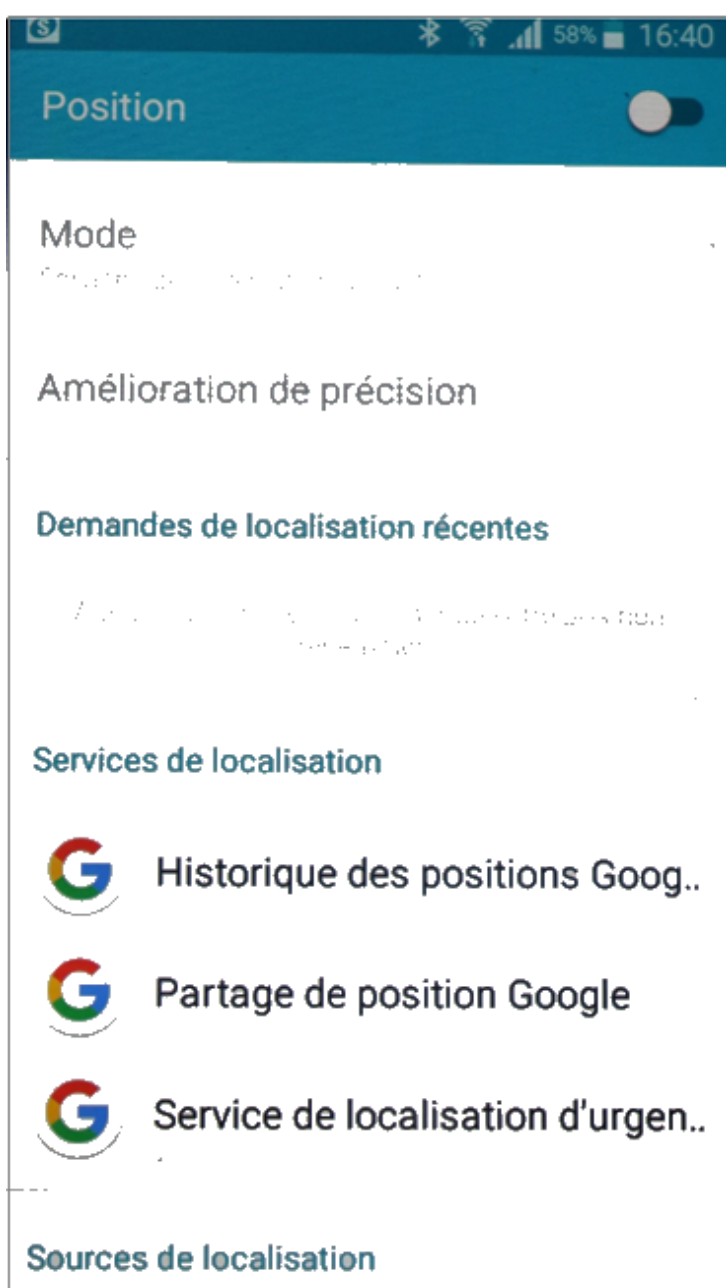 58% 16:40
Position
Mode
Amélioration de précision
Demandes de localisation récentes
Services de localisation
Historique des positions Goog..
Partage de position Google
Service de localisation d'urgen..
Sources de localisation